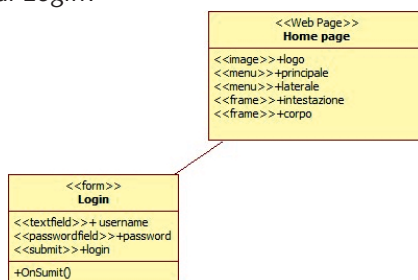 di Login.
<<Web Page>>
Home page
<<image>>+logo
<<menu>>+principale
<<menu>>+laterale
<<frame>>+intestazione
<<frame>>+corpo
<<form>>
Login
<<textfield>>+ username
<<passwordfield>>+password
<<submit>>+login
+OnSumit()